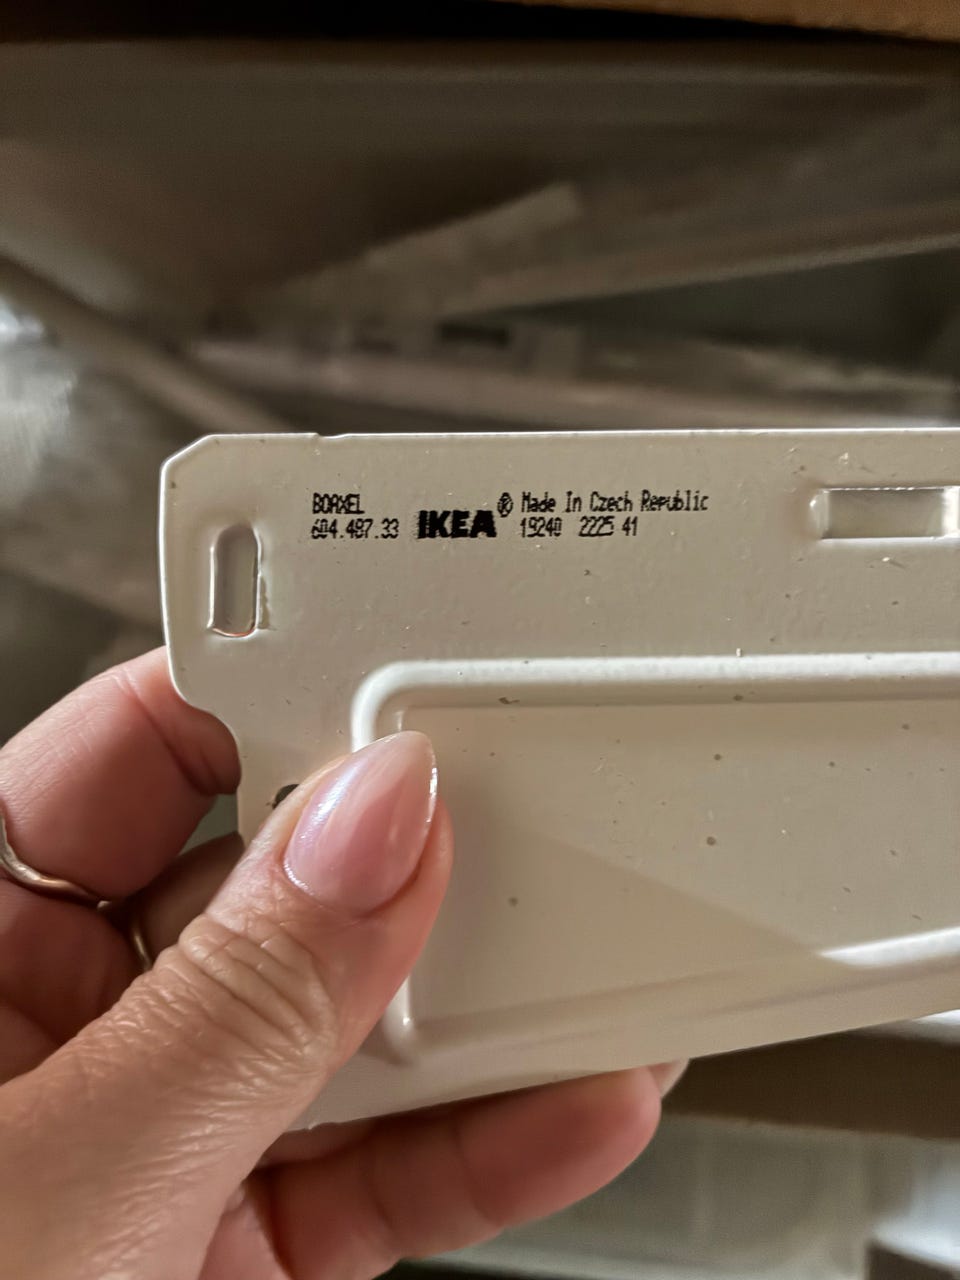 BOAXEL
604.487.33
IKEA®
Made In Czech Republic
19240 2225 41